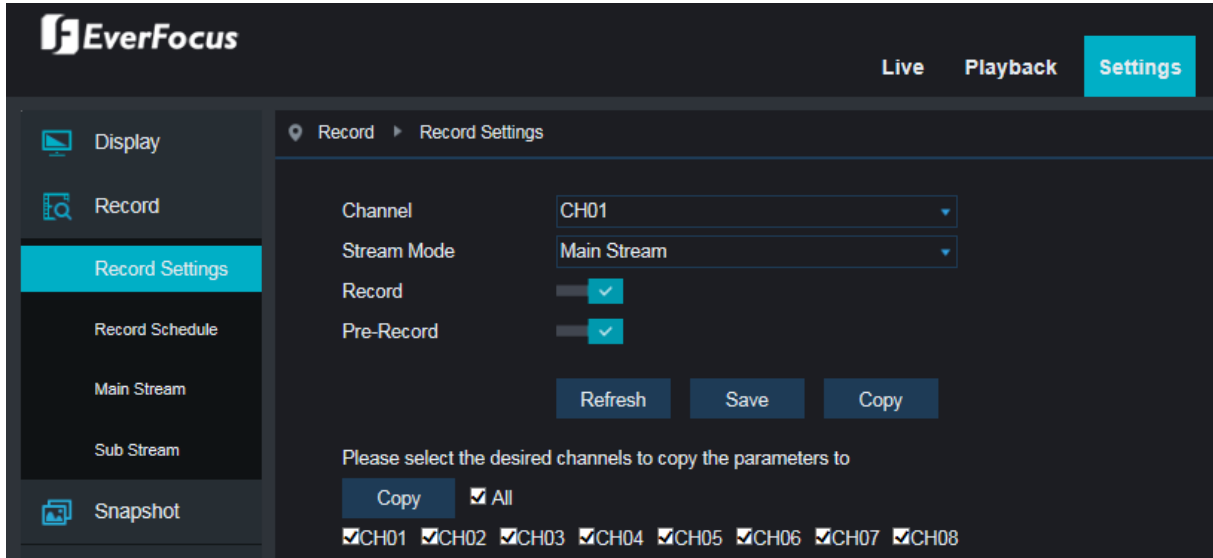 EverFocus
Live Playback Settings
Display
Record
Record Settings
Record Schedule
Main Stream
Sub Stream
Snapshot
Record Record Settings
Channel CH01
Stream Mode Main Stream
Record
Pre-Record
Refresh Save Copy
Please select the desired channels to copy the parameters to
Copy All
CH01 CH02 CH03 CH04 CH05 CH06 CH07 CH08